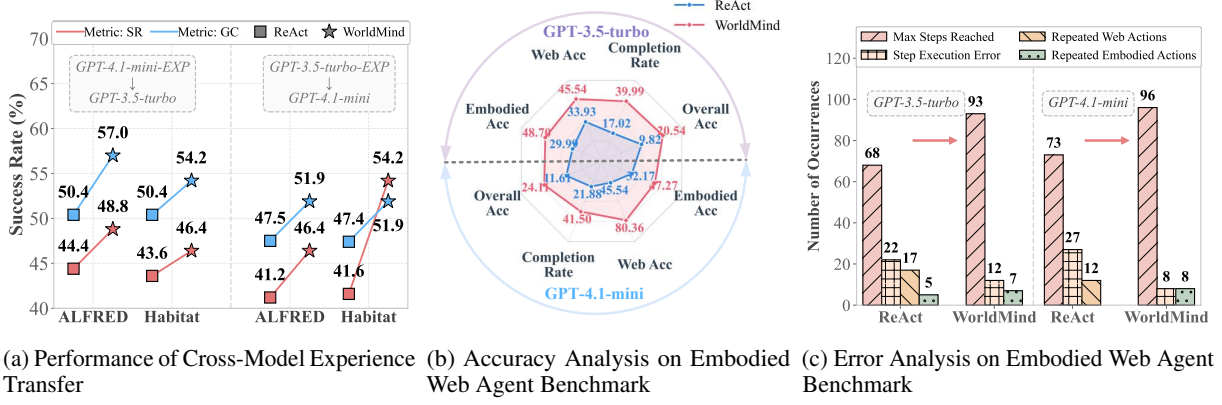 Success Rate (%)
70
65
60
55
50
45
40
Metric: SR
Metric: GC
ReAct
WorldMind
GPT-4.1-mini-EXP
↓
GPT-3.5-turbo
GPT-3.5-turbo-EXP
↓
GPT-4.1-mini
50.4
57.0
44.4
48.8
50.4
54.2
43.6
46.4
47.5
51.9
41.2
46.4
47.4
51.9
41.6
54.2
ALFRED
Habitat
ALFRED
Habitat
(a) Performance of Cross-Model Experience
Transfer
ReAct
WorldMind
GPT-3.5-turbo
Web Acc
Completion
Rate
Embodied
Acc
Overall
Acc
45.54
39.99
33.93
17.02
48.70
29.99
9.82
20.54
24.11
11.61
21.88
45.54
32.17
47.27
41.50
80.36
Overall
Acc
Embodied
Acc
Completion
Rate
Web Acc
GPT-4.1-mini
(b) Accuracy Analysis on Embodied
Web Agent Benchmark
Number of Occurrences
120
100
80
60
40
20
0
Max Steps Reached
Step Execution Error
Repeated Web Actions
Repeated Embodied Actions
GPT-3.5-turbo
GPT-4.1-mini
68
22
17
5
93
12
7
73
27
12
96
8
8
ReAct
WorldMind
ReAct
WorldMind
(c) Error Analysis on Embodied Web Agent
Benchmark